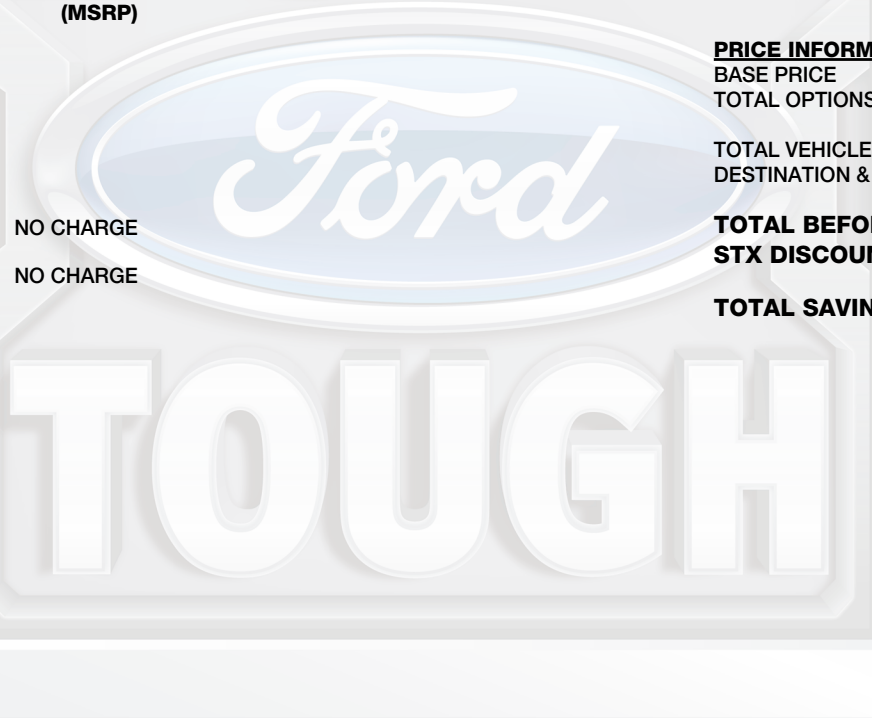 (MSRP)
NO CHARGE
NO CHARGE
PRICE INFORM
BASE PRICE
TOTAL OPTIONS
TOTAL VEHICLE
DESTINATION &
TOTAL BEFO
STX DISCOU
TOTAL SAVIN
Ford
TOUGH